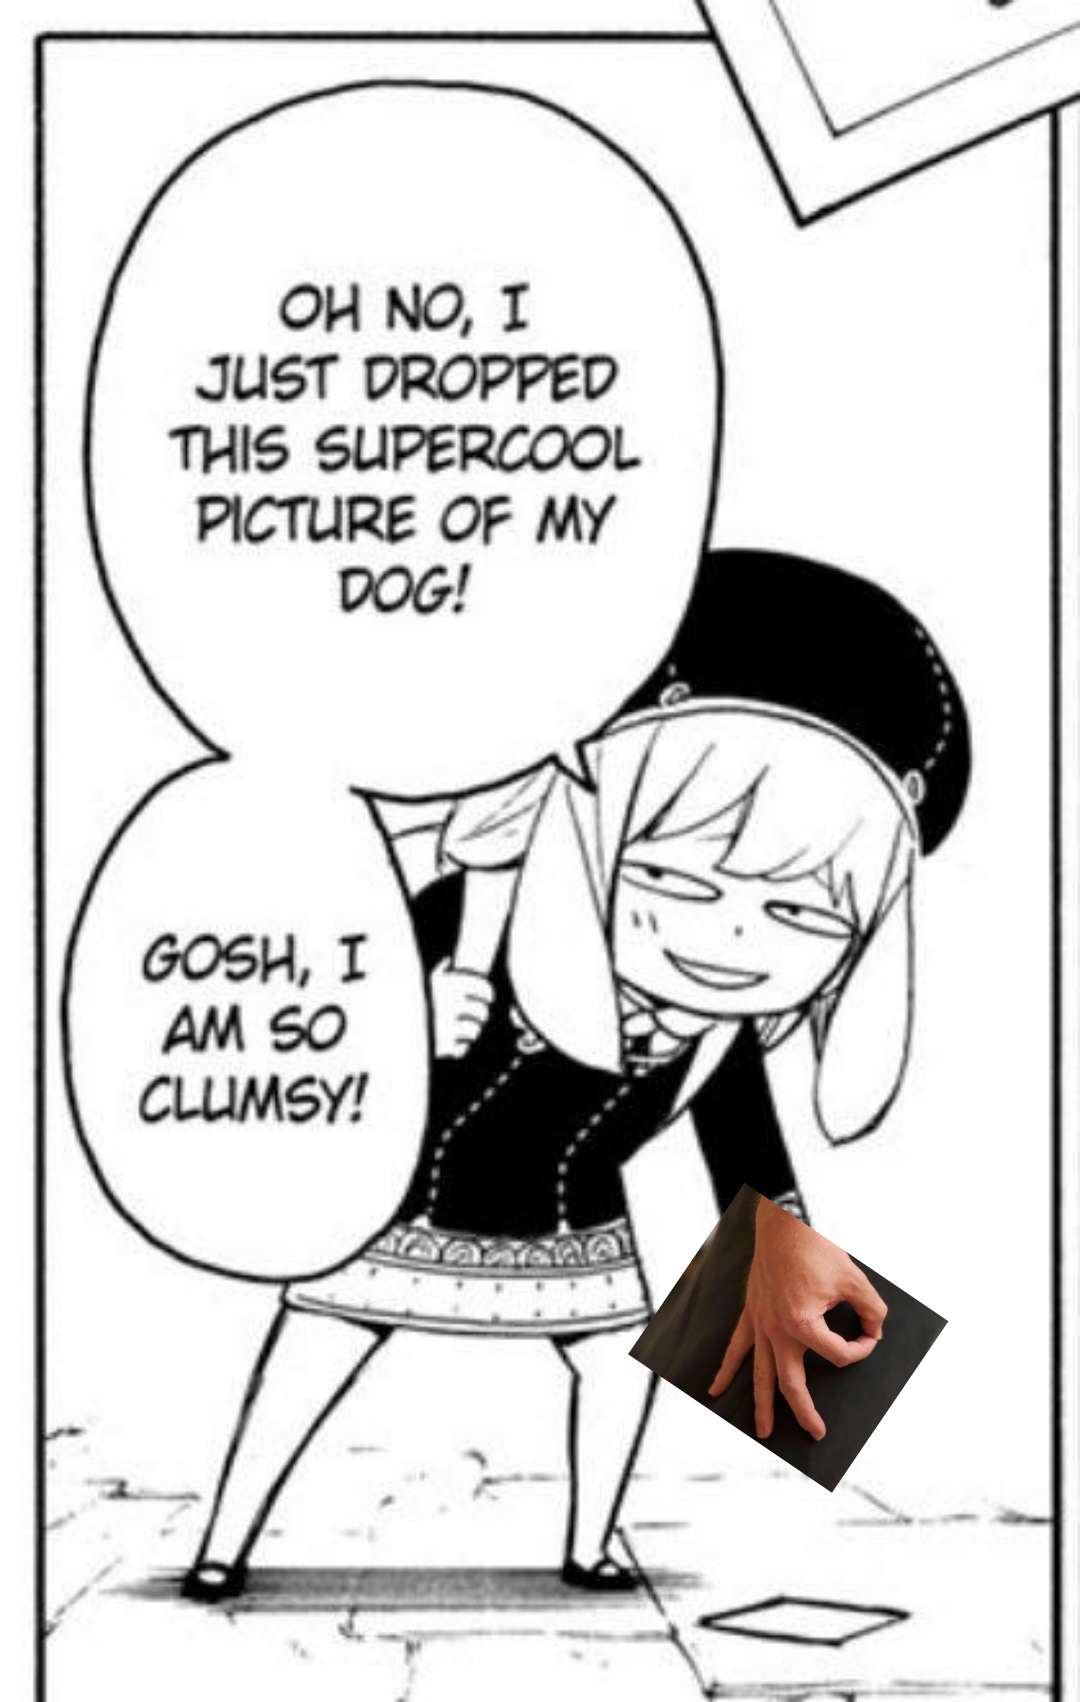 OH NO, I
JUST DROPPED
THIS SUPERCOOL
PICTURE OF MY
DOG!
GOSH, I
AM SO
CLUMSY!